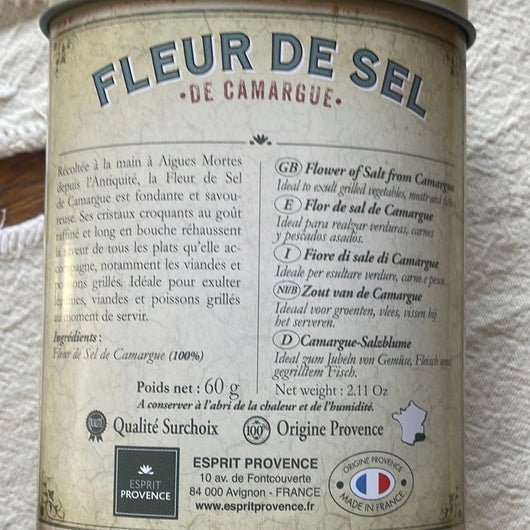 FLEUR DE SEL
•DE CAMARGUE•
Récoltée à la main à Aigues Mortes
depuis l'Antiquité, la Fleur de Sel
de Camargue est fondante et savou-
reuse. Ses cristaux croquants au goût
raffiné et long en bouche réhaussent
la saveur de tous les plats qu'elle ac-
compagne, notamment les viandes et
poissons grillés. Idéale pour exulter
légumes, viandes et poissons grillés
au moment de servir.
Ingrédients :
Fleur de Sel de Camargue (100%)
Poids net : 60 g
GB Flower of Salt from Camargue
Ideal to exult grilled vegetables, meats and
E Flor de sal de Camargue
Ideal para realzar verduras, carnes
y pescados asados.
I Fiore di sale di Camargue
Ideale per esultare verdure, carne e pesce.
Nl/B Zout van de Camargue
Ideaal voor groenten, vlees, vissen bij
het serveren.
D Camargue-Salzblume
Ideal zum Jubeln von Gemüse, Fleisch und
gegrilltem Fisch.
Net weight : 2.11 Oz
A conserver à l'abri de la chaleur et de l'humidité.
Qualité Surchoix
100% Origine Provence
ESPRIT
PROVENCE
ESPRIT PROVENCE
10 av. de Fontcouverte
84 000 Avignon - FRANCE
www.espritprovence.fr
ORIGINE PROVENCE
MADE IN FRANCE